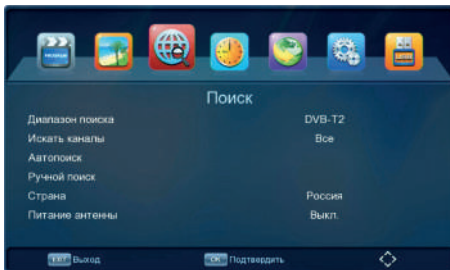 Поиск
Диапазон поиска DVB-T2
Искать каналы Все
Автопоиск
Ручной поиск
Страна Россия
Питание антенны Выкл.
EXIT Выход OK Подтвердить